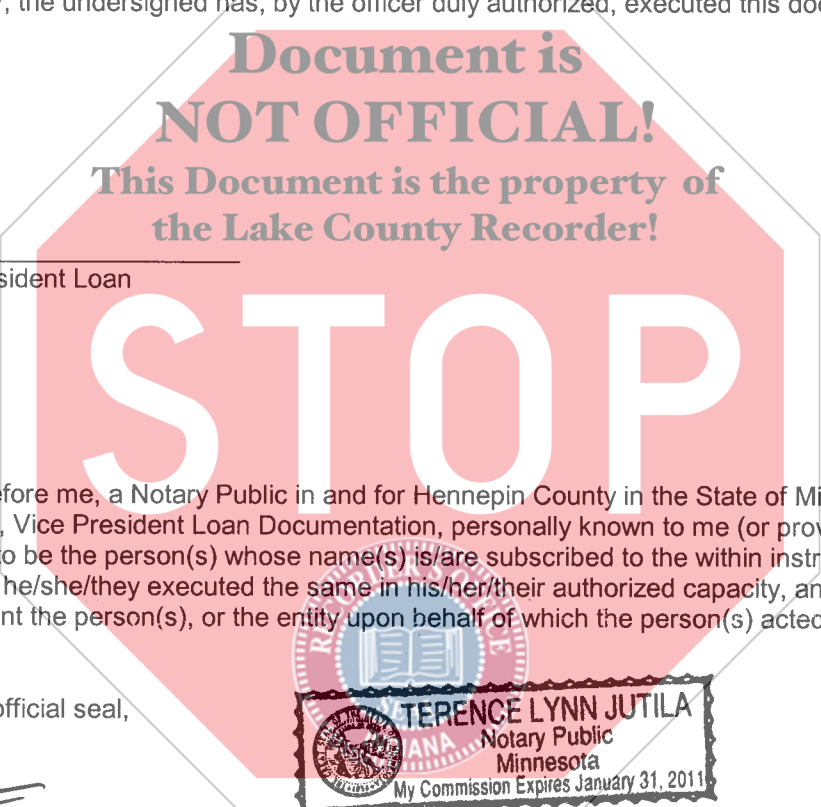 , the undersigned has, by the officer duly authorized, executed this doc
Document is
NOT OFFICIAL!
This Document is the property of
the Lake County Recorder!
sident Loan
STOP
efore me, a Notary Public in and for Hennepin County in the State of Mi
, Vice President Loan Documentation, personally known to me (or prov
to be the person(s) whose name(s) is/are subscribed to the within instr
he/she/they executed the same in his/her/their authorized capacity, an
nt the person(s), or the entity upon behalf of which the person(s) acted
RECORDER'S OFFICE
official seal,
TERENCE LYNN JUTILA
Notary Public
Minnesota
My Commission Expires January 31, 2011